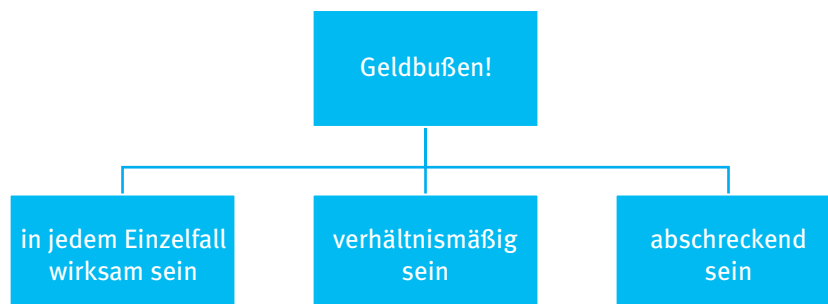 Geldbußen!
in jedem Einzelfall
wirksam sein
verhältnismäßig
sein
abschreckend
sein